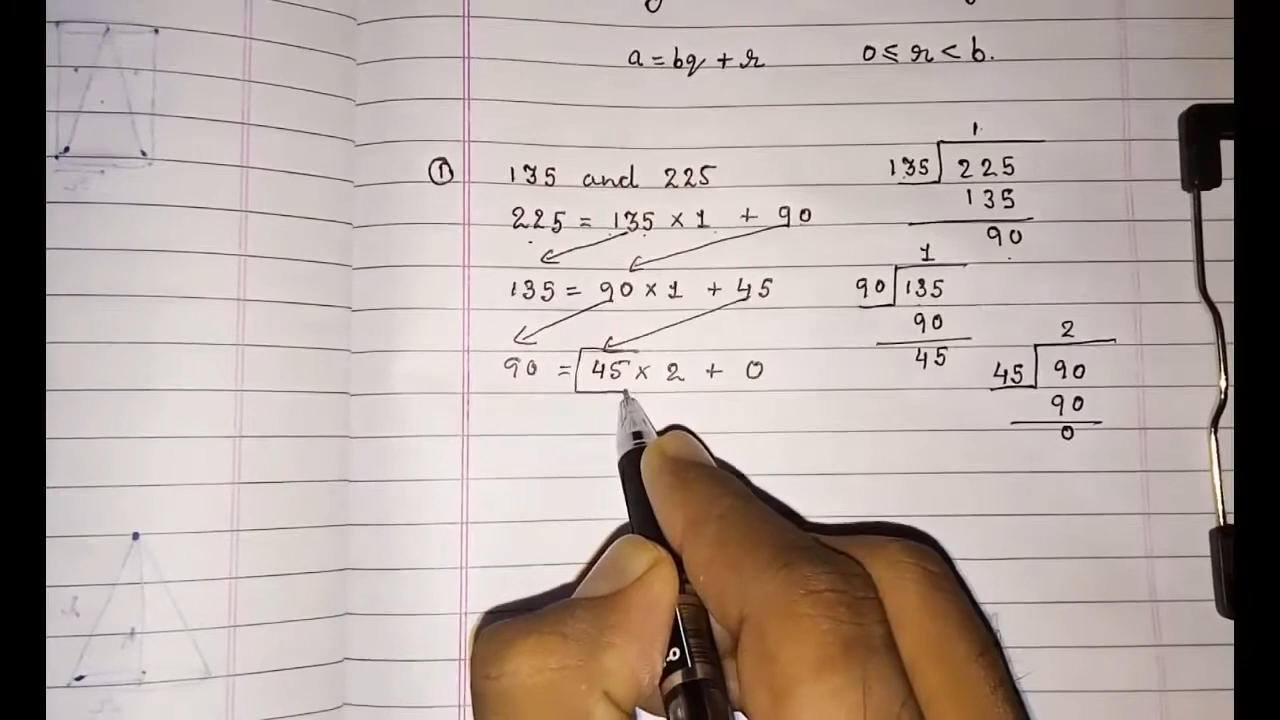 a = bq + r 0 ≤ r < b.
① 135 and 225
225 = 135 × 1 + 90
135 = 90 × 1 + 45
90 = 45 × 2 + 0
1
135 225
135
90
1
90 135
90
45
2
45 90
90
0